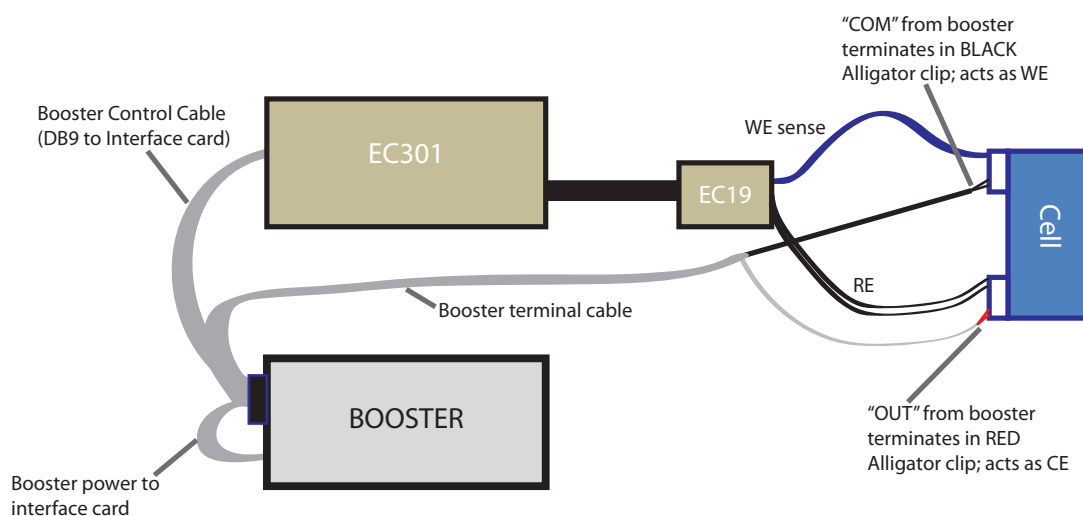 “COM” from booster
terminates in BLACK
Alligator clip; acts as WE
Booster Control Cable
(DB9 to Interface card)
WE sense
EC301
EC19
Cell
RE
Booster terminal cable
BOOSTER
“OUT” from booster
terminates in RED
Alligator clip; acts as CE
Booster power to
interface card